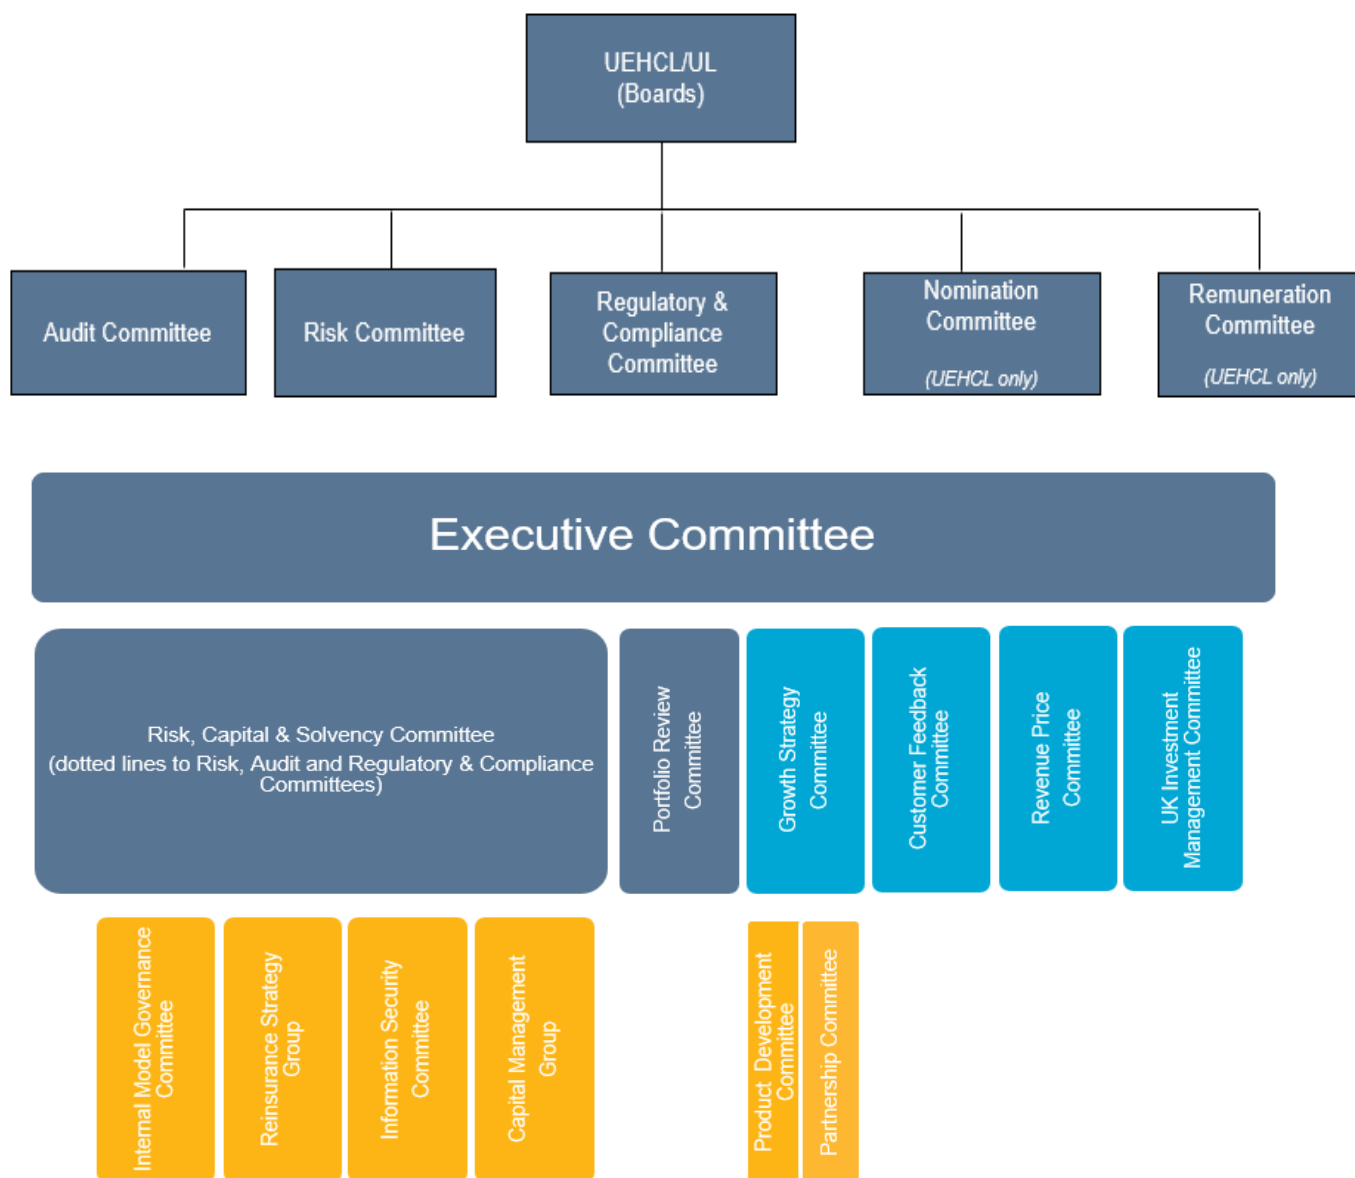 UEHCL/UL
(Boards)
Audit Committee
Risk Committee
Regulatory &
Compliance
Committee
Nomination
Committee
(UEHCL only)
Remuneration
Committee
(UEHCL only)
Executive Committee
Risk, Capital & Solvency Committee
(dotted lines to Risk, Audit and Regulatory & Compliance
Committees)
Portfolio Review
Committee
Growth Strategy
Committee
Customer Feedback
Committee
Revenue Price
Committee
UK Investment
Management Committee
Internal Model Governance
Committee
Reinsurance Strategy
Group
Information Security
Committee
Capital Management
Group
Product Development
Committee
Partnership Committee